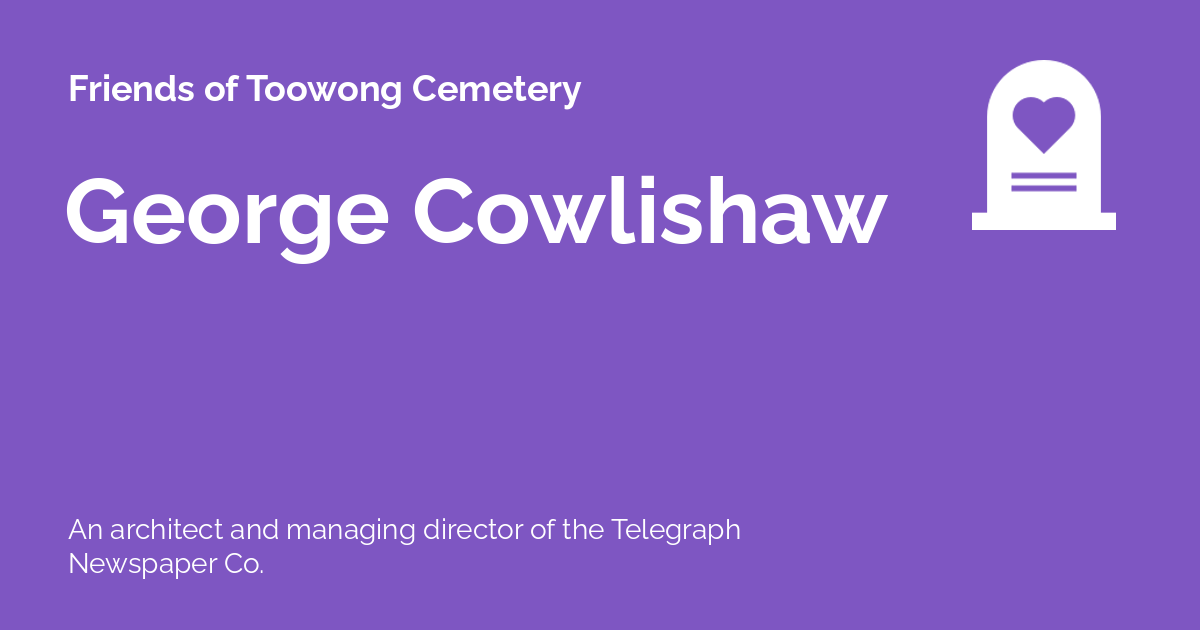 Friends of Toowong Cemetery
George Cowlishaw
An architect and managing director of the Telegraph
Newspaper Co.